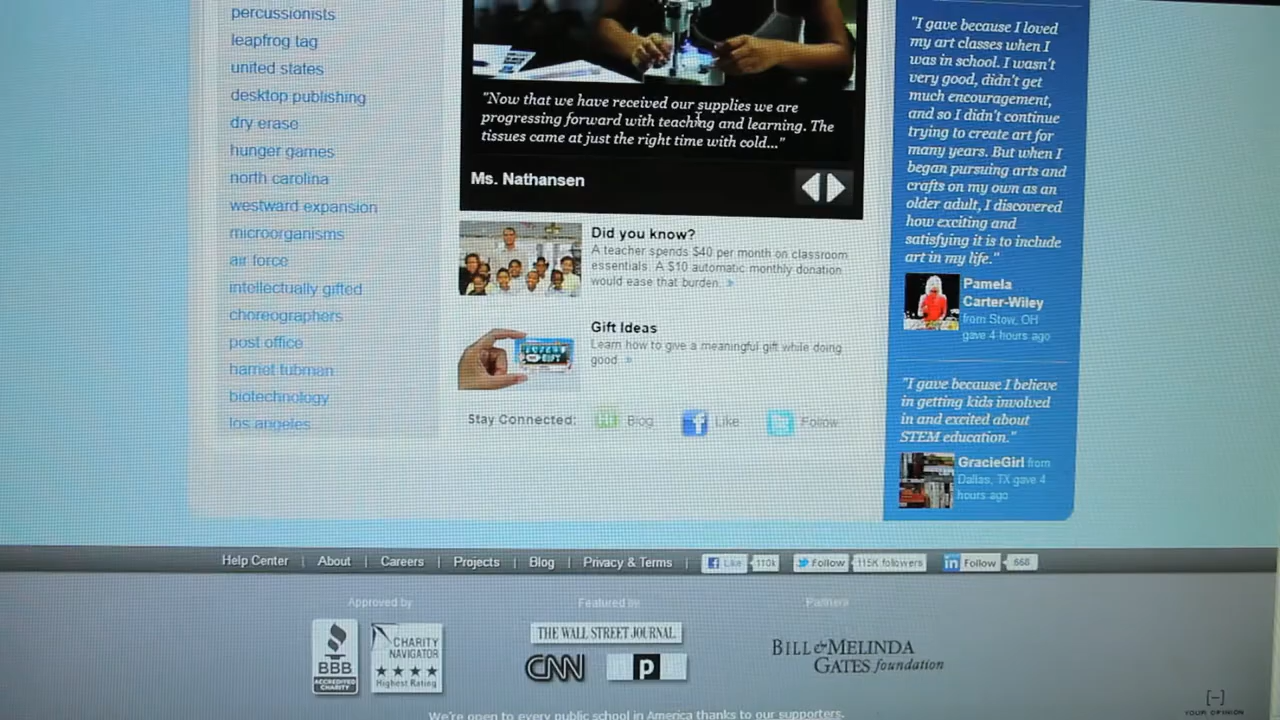 percussionists
leapfrog tag
united states
desktop publishing
dry erase
hunger games
north carolina
westward expansion
microorganisms
air force
intellectually gifted
choreographers
post office
harriet tubman
biotechnology
los angeles
"Now that we have received our supplies we are
progressing forward with teaching and learning. The
tissues came at just the right time with cold..."
Ms. Nathansen
Did you know?
A teacher spends $40 per month on classroom
essentials. A $10 automatic monthly donation
would ease that burden. »
Gift Ideas
Learn how to give a meaningful gift while doing
good. »
Stay Connected: Blog Like Follow
"I gave because I loved
my art classes when I
was in school. I wasn't
very good, didn't get
much encouragement,
and so I didn't continue
trying to create art for
many years. But when I
began pursuing arts and
crafts on my own as an
older adult, I discovered
how exciting and
satisfying it is to include
art in my life."
Pamela
Carter-Wiley
from Stow, OH
gave 4 hours ago
"I gave because I believe
in getting kids involved
in and excited about
STEM education."
GracieGirl from
Dallas, TX gave 4
hours ago
Help Center | About | Careers | Projects | Blog | Privacy & Terms | Like 110k Follow 115K followers in Follow 668
Approved by
BBB
ACCREDITED
CHARITY
CHARITY
NAVIGATOR
★★★★
Highest Rating
Featured by
THE WALL STREET JOURNAL
CNN
p
Partners
BILL & MELINDA
GATES foundation
We're open to every public school in America thanks to our supporters.
[-]
YOUR OPINION